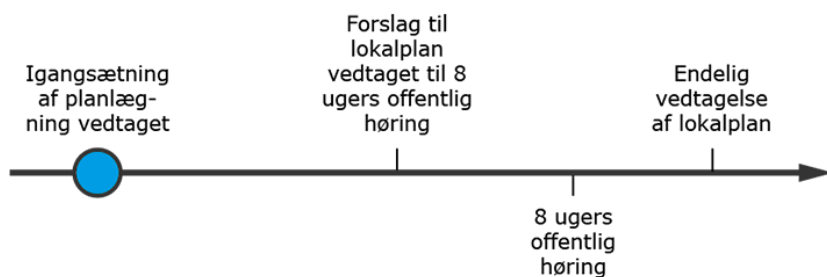 Igangsætning
af planlæg-
ning vedtaget
Forslag til
lokalplan
vedtaget til 8
ugers offentlig
høring
8 ugers
offentlig
høring
Endelig
vedtagelse
af lokalplan